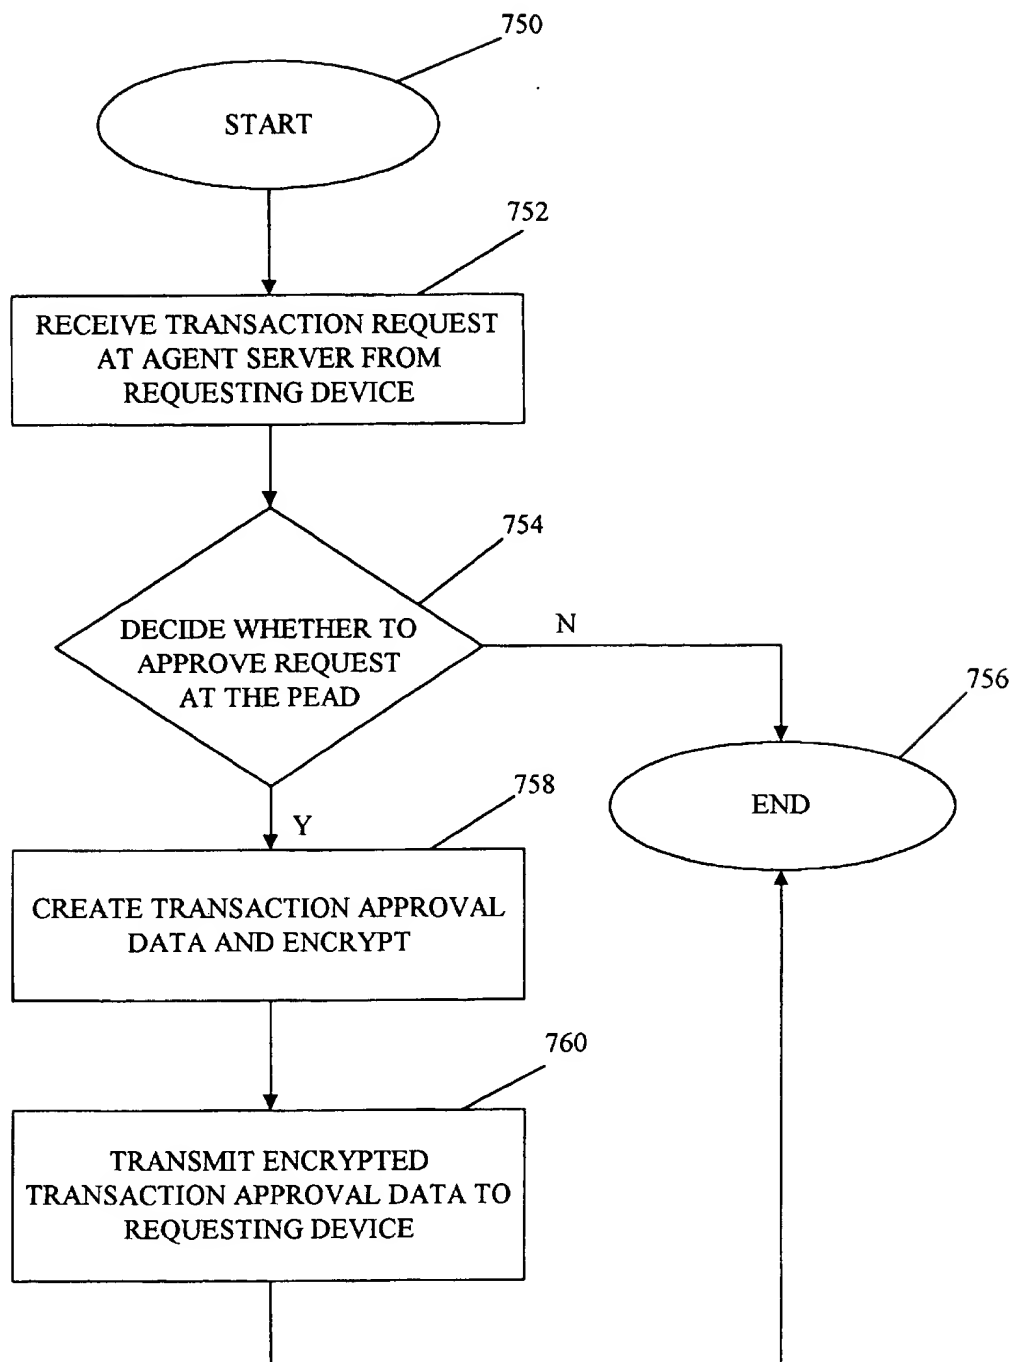 750
START
752
RECEIVE TRANSACTION REQUEST
AT AGENT SERVER FROM
REQUESTING DEVICE
754
DECIDE WHETHER TO
APPROVE REQUEST
AT THE PEAD
N
756
END
758
Y
CREATE TRANSACTION APPROVAL
DATA AND ENCRYPT
760
TRANSMIT ENCRYPTED
TRANSACTION APPROVAL DATA TO
REQUESTING DEVICE